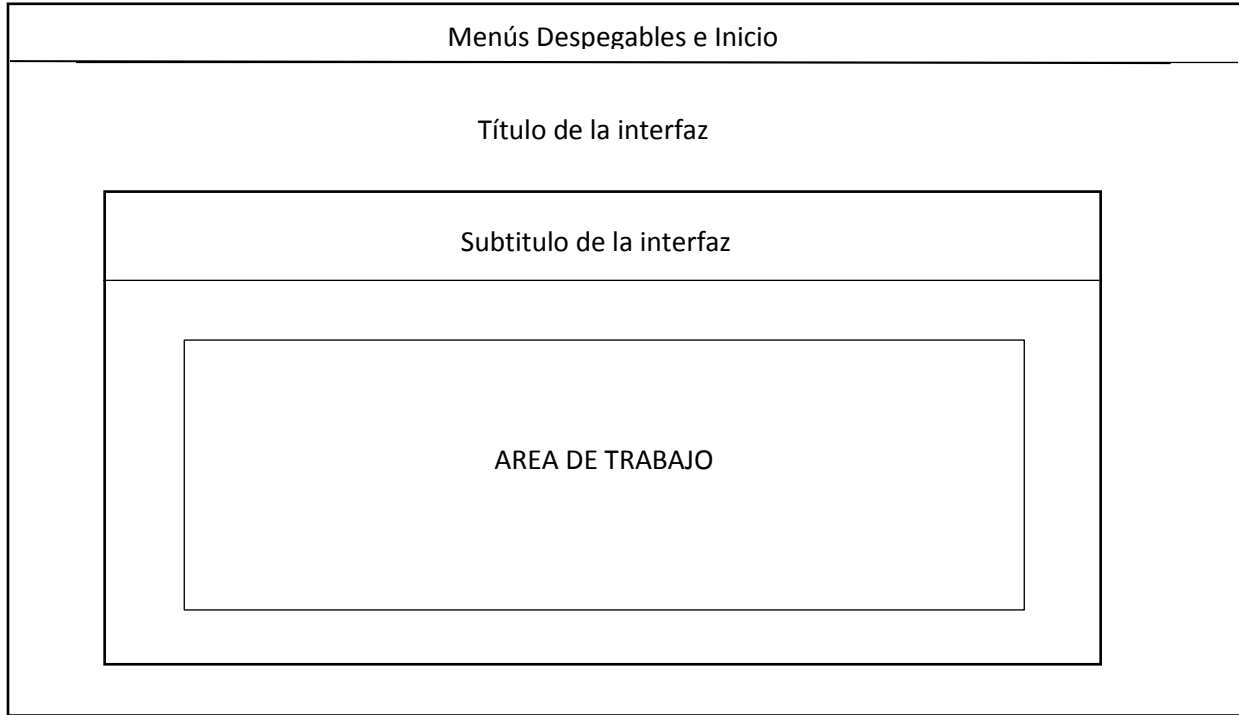 Menús Despegables e Inicio
Título de la interfaz
Subtitulo de la interfaz
AREA DE TRABAJO